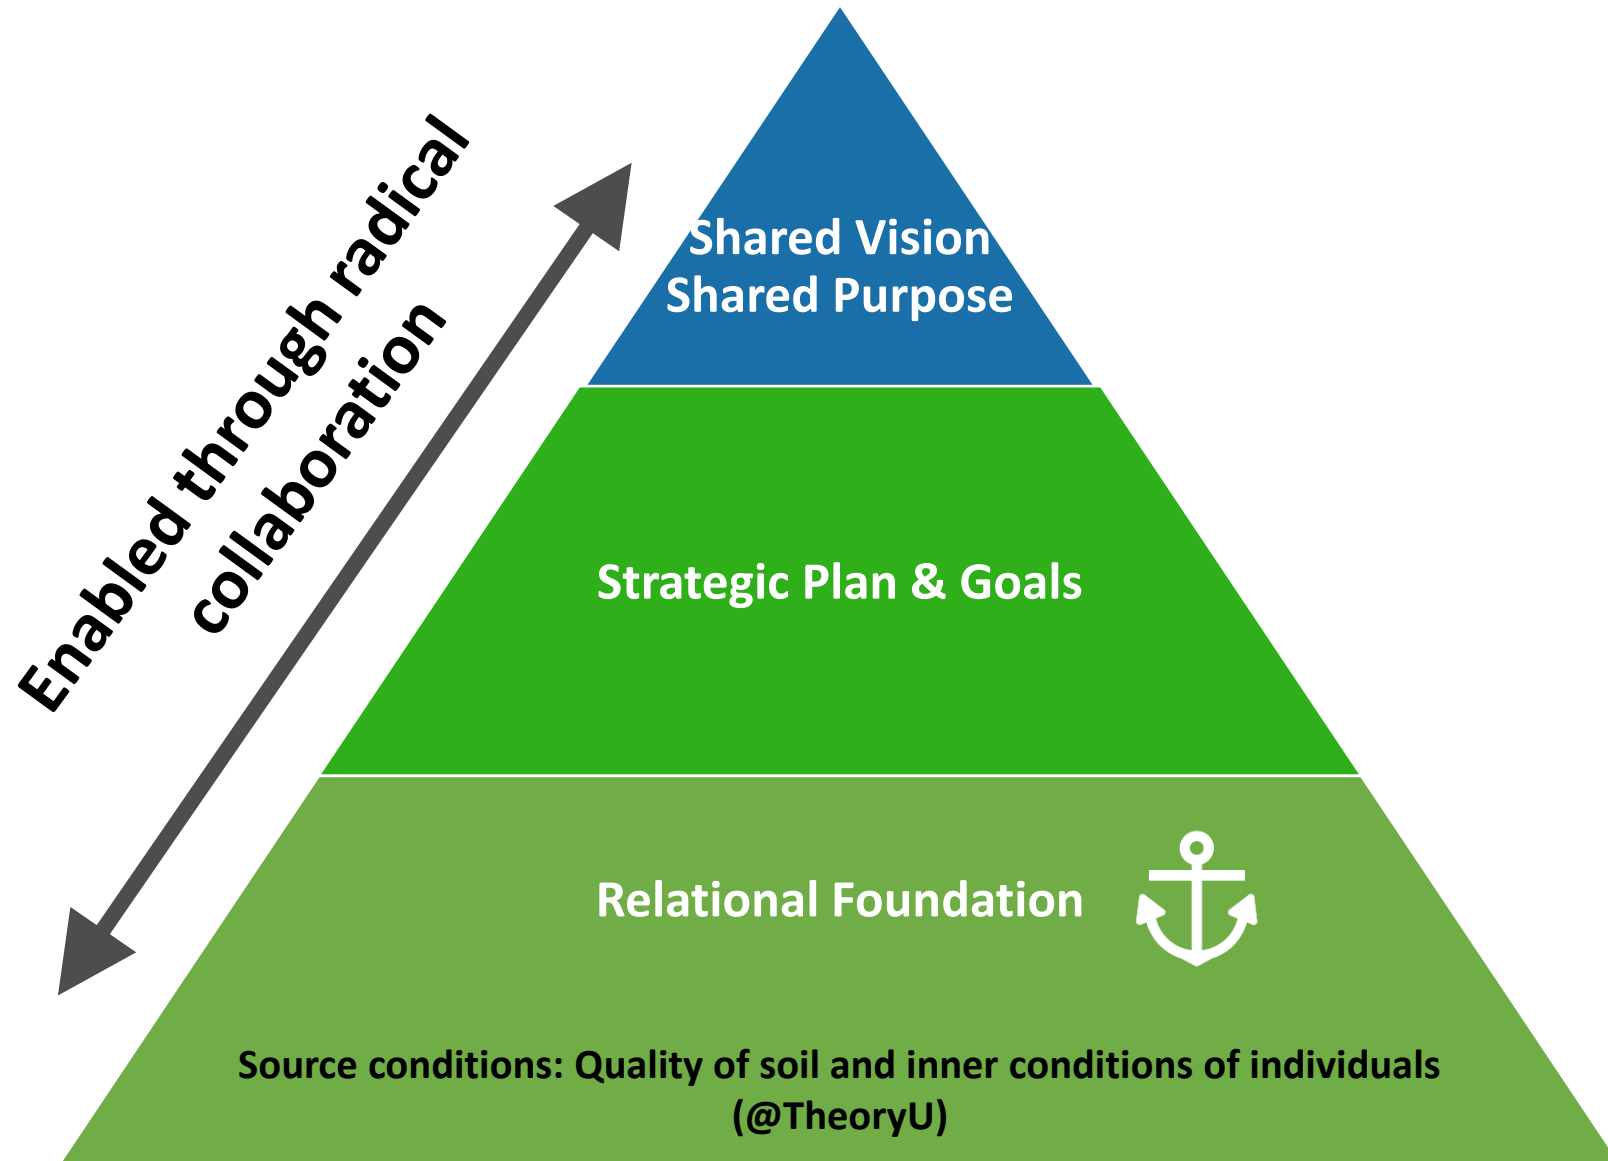 Enabled through radical
collaboration
Shared Vision
Shared Purpose
Strategic Plan & Goals
Relational Foundation
Source conditions: Quality of soil and inner conditions of individuals
(@TheoryU)